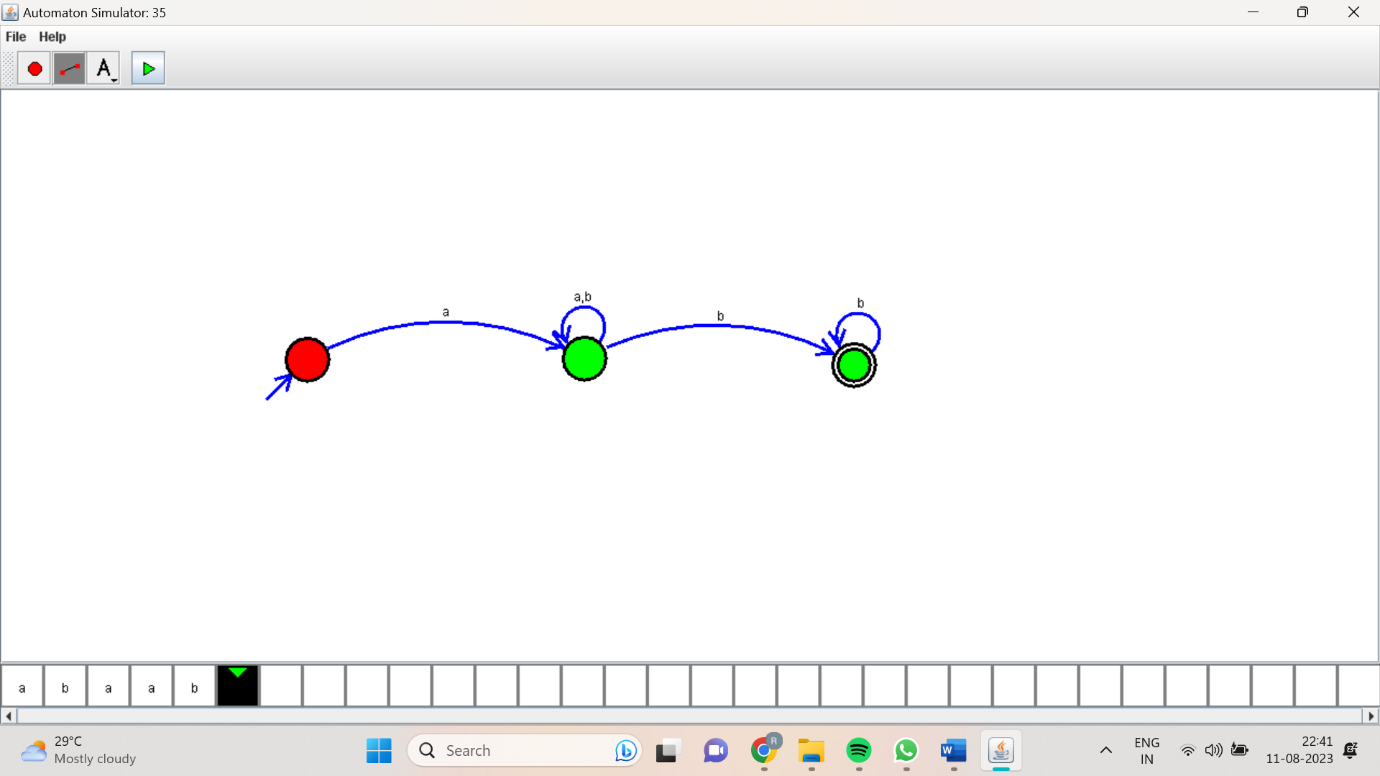 Automaton Simulator: 35
File Help
A
a
a,b
b
b
a b a a b
29°C
Mostly cloudy
Search
R
ENG
IN
22:41
11-08-2023